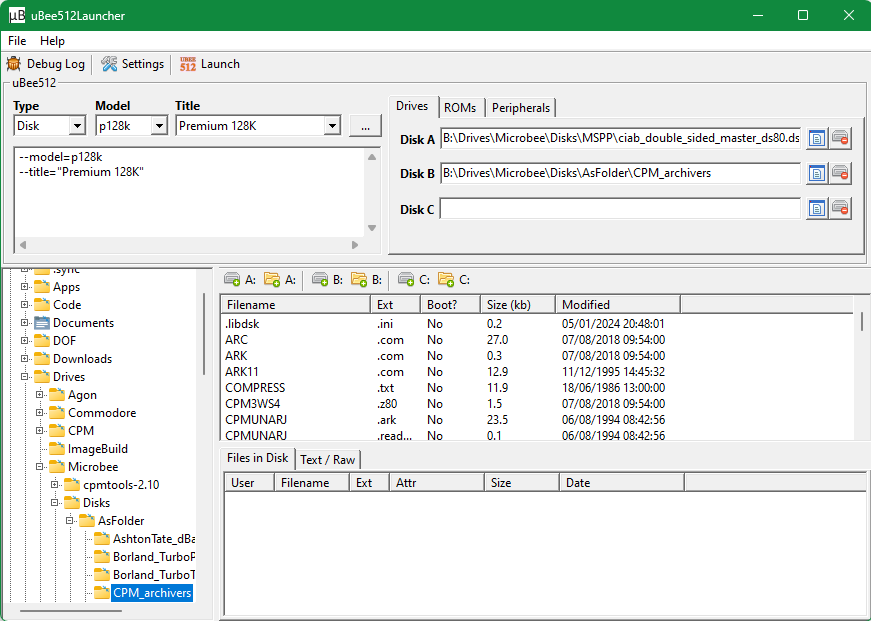 µB uBee512Launcher
File Help
Debug Log Settings UBEE 512 Launch
uBee512
Type Model Title
Disk p128k Premium 128K ...
--model=p128k
--title="Premium 128K"
Drives ROMs Peripherals
Disk A B:\Drives\Microbee\Disks\MSPP\ciab_double_sided_master_ds80.ds
Disk B B:\Drives\Microbee\Disks\AsFolder\CPM_archivers
Disk C
.sync
Apps
Code
Documents
DOF
Downloads
Drives
Agon
Commodore
CPM
ImageBuild
Microbee
cpmtools-2.10
Disks
AsFolder
AshtonTate_dBa
Borland_TurboP
Borland_TurboT
CPM_archivers
A: A: B: B: C: C:
Filename Ext Boot? Size (kb) Modified
.libdsk .ini No 0.2 05/01/2024 20:48:01
ARC .com No 27.0 07/08/2018 09:54:00
ARK .com No 0.3 07/08/2018 09:54:00
ARK11 .com No 12.9 11/12/1995 14:45:32
COMPRESS .txt No 11.9 18/06/1986 13:00:00
CPM3WS4 .z80 No 1.5 07/08/2018 09:54:00
CPMUNARJ .ark No 23.5 06/08/1994 08:42:56
CPMUNARJ .read... No 0.1 06/08/1994 08:42:56
Files in Disk Text / Raw
User Filename Ext Attr Size Date